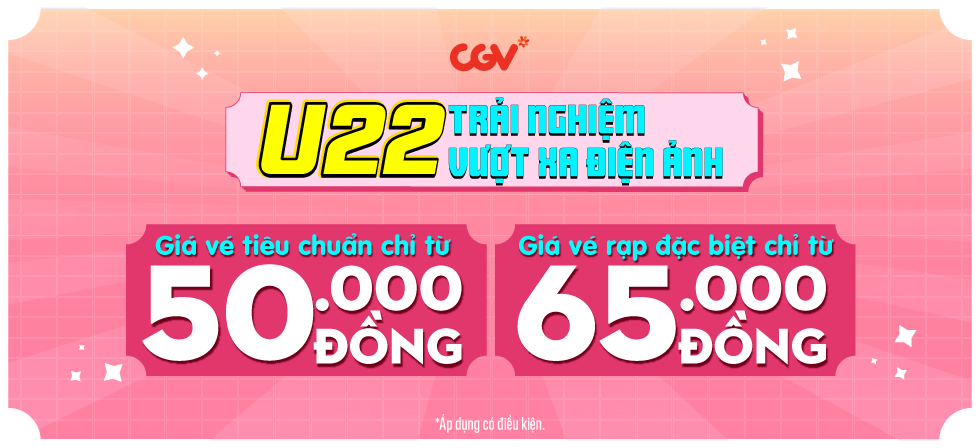 CGV*
U22 TRẢI NGHIỆM
VƯỢT XA ĐIỆN ẢNH
Giá vé tiêu chuẩn chỉ từ
50.000
ĐỒNG
Giá vé rạp đặc biệt chỉ từ
65.000
ĐỒNG
*Áp dụng có điều kiện.